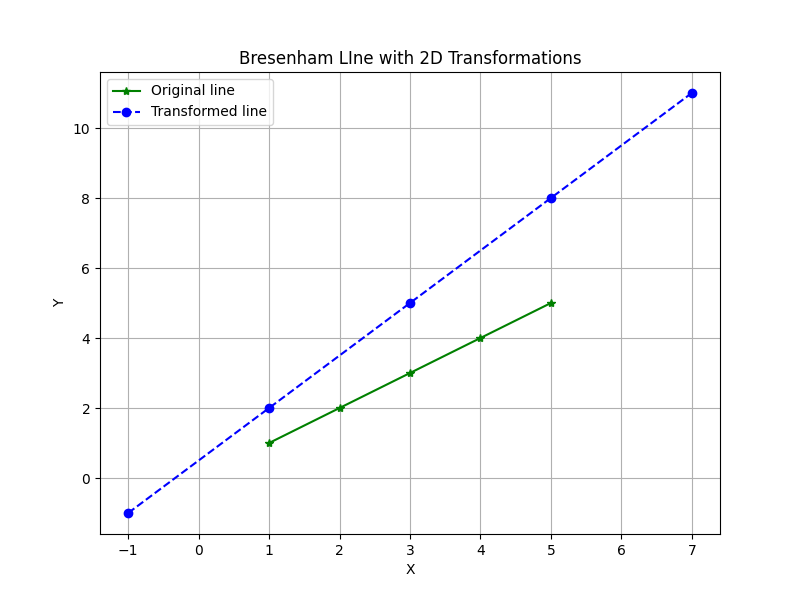 Bresenham LIne with 2D Transformations
Original line
Transformed line
10
8
6
4
2
0
Y
−1 0 1 2 3 4 5 6 7
X